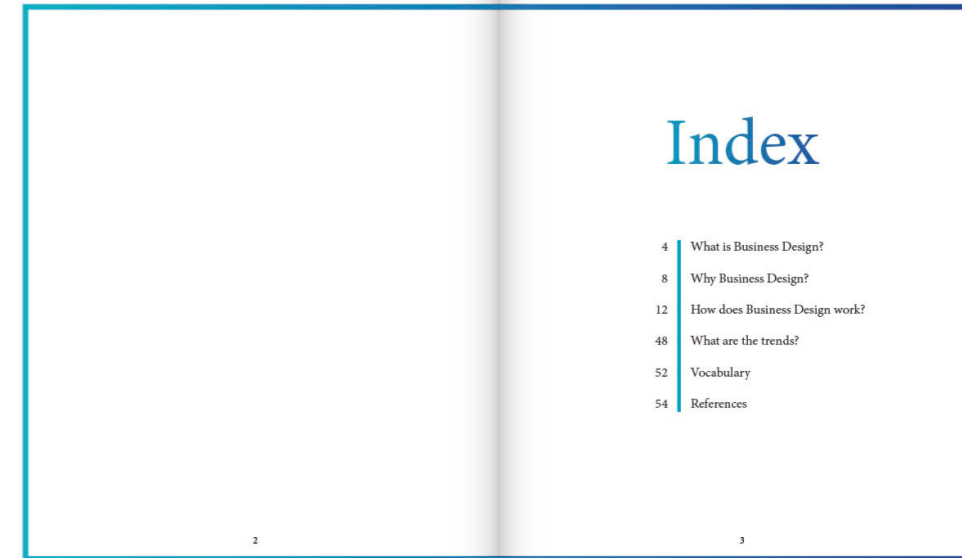 Index
4 What is Business Design?
8 Why Business Design?
12 How does Business Design work?
48 What are the trends?
52 Vocabulary
54 References
2
3